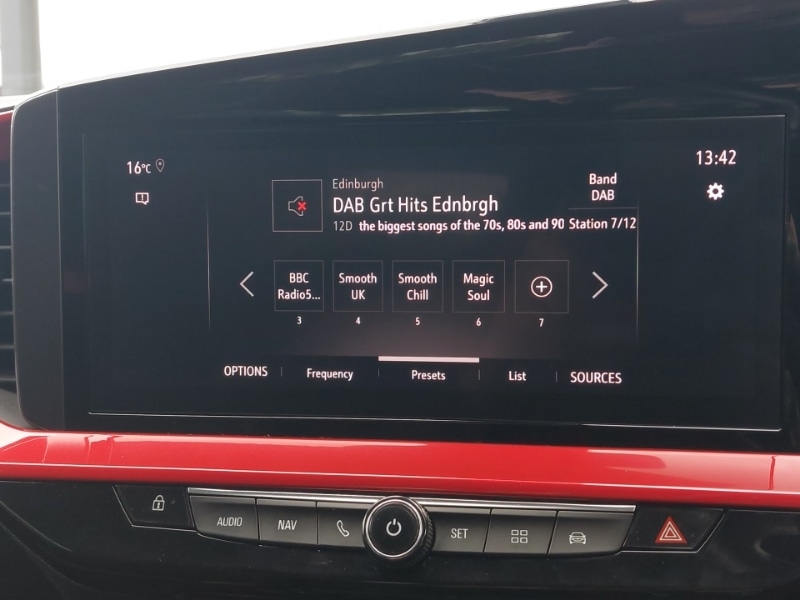 16°C
13:42
Edinburgh
DAB Grt Hits Ednbrgh
12D the biggest songs of the 70s, 80s and 90
Band
DAB
Station 7/12
BBC
Radio5...
3
Smooth
UK
4
Smooth
Chill
5
Magic
Soul
6
7
OPTIONS
Frequency
Presets
List
SOURCES
AUDIO
NAV
SET